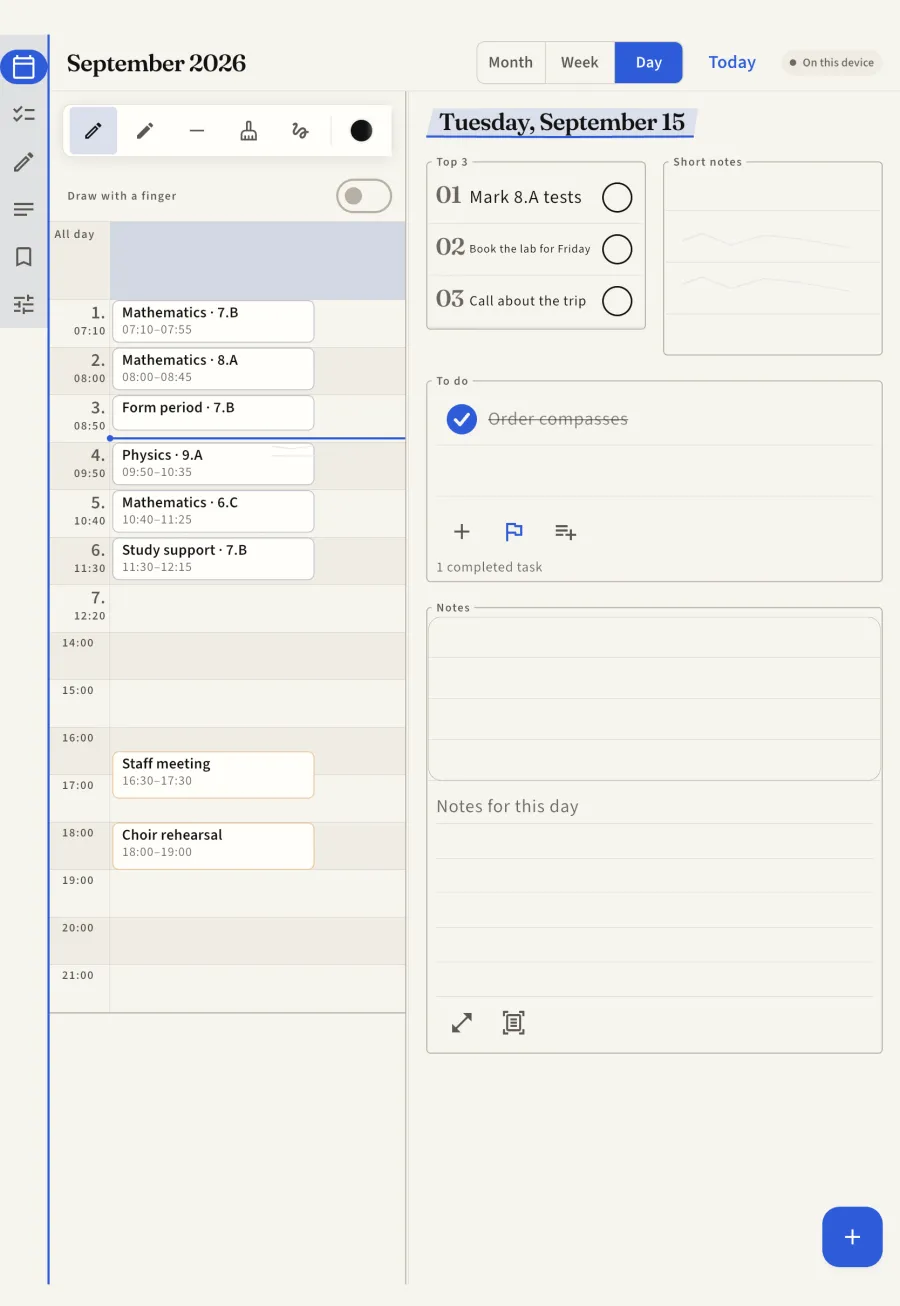 September 2026
Month
Week
Day
Today
On this device
Draw with a finger
All day
1.
07:10
Mathematics · 7.B
07:10–07:55
2.
08:00
Mathematics · 8.A
08:00–08:45
3.
08:50
Form period · 7.B
4.
09:50
Physics · 9.A
09:50–10:35
5.
10:40
Mathematics · 6.C
10:40–11:25
6.
11:30
Study support · 7.B
11:30–12:15
7.
12:20
14:00
15:00
16:00
Staff meeting
16:30–17:30
17:00
18:00
Choir rehearsal
18:00–19:00
19:00
20:00
21:00
Tuesday, September 15
Top 3
01 Mark 8.A tests
02 Book the lab for Friday
03 Call about the trip
Short notes
To do
Order compasses
1 completed task
Notes
Notes for this day